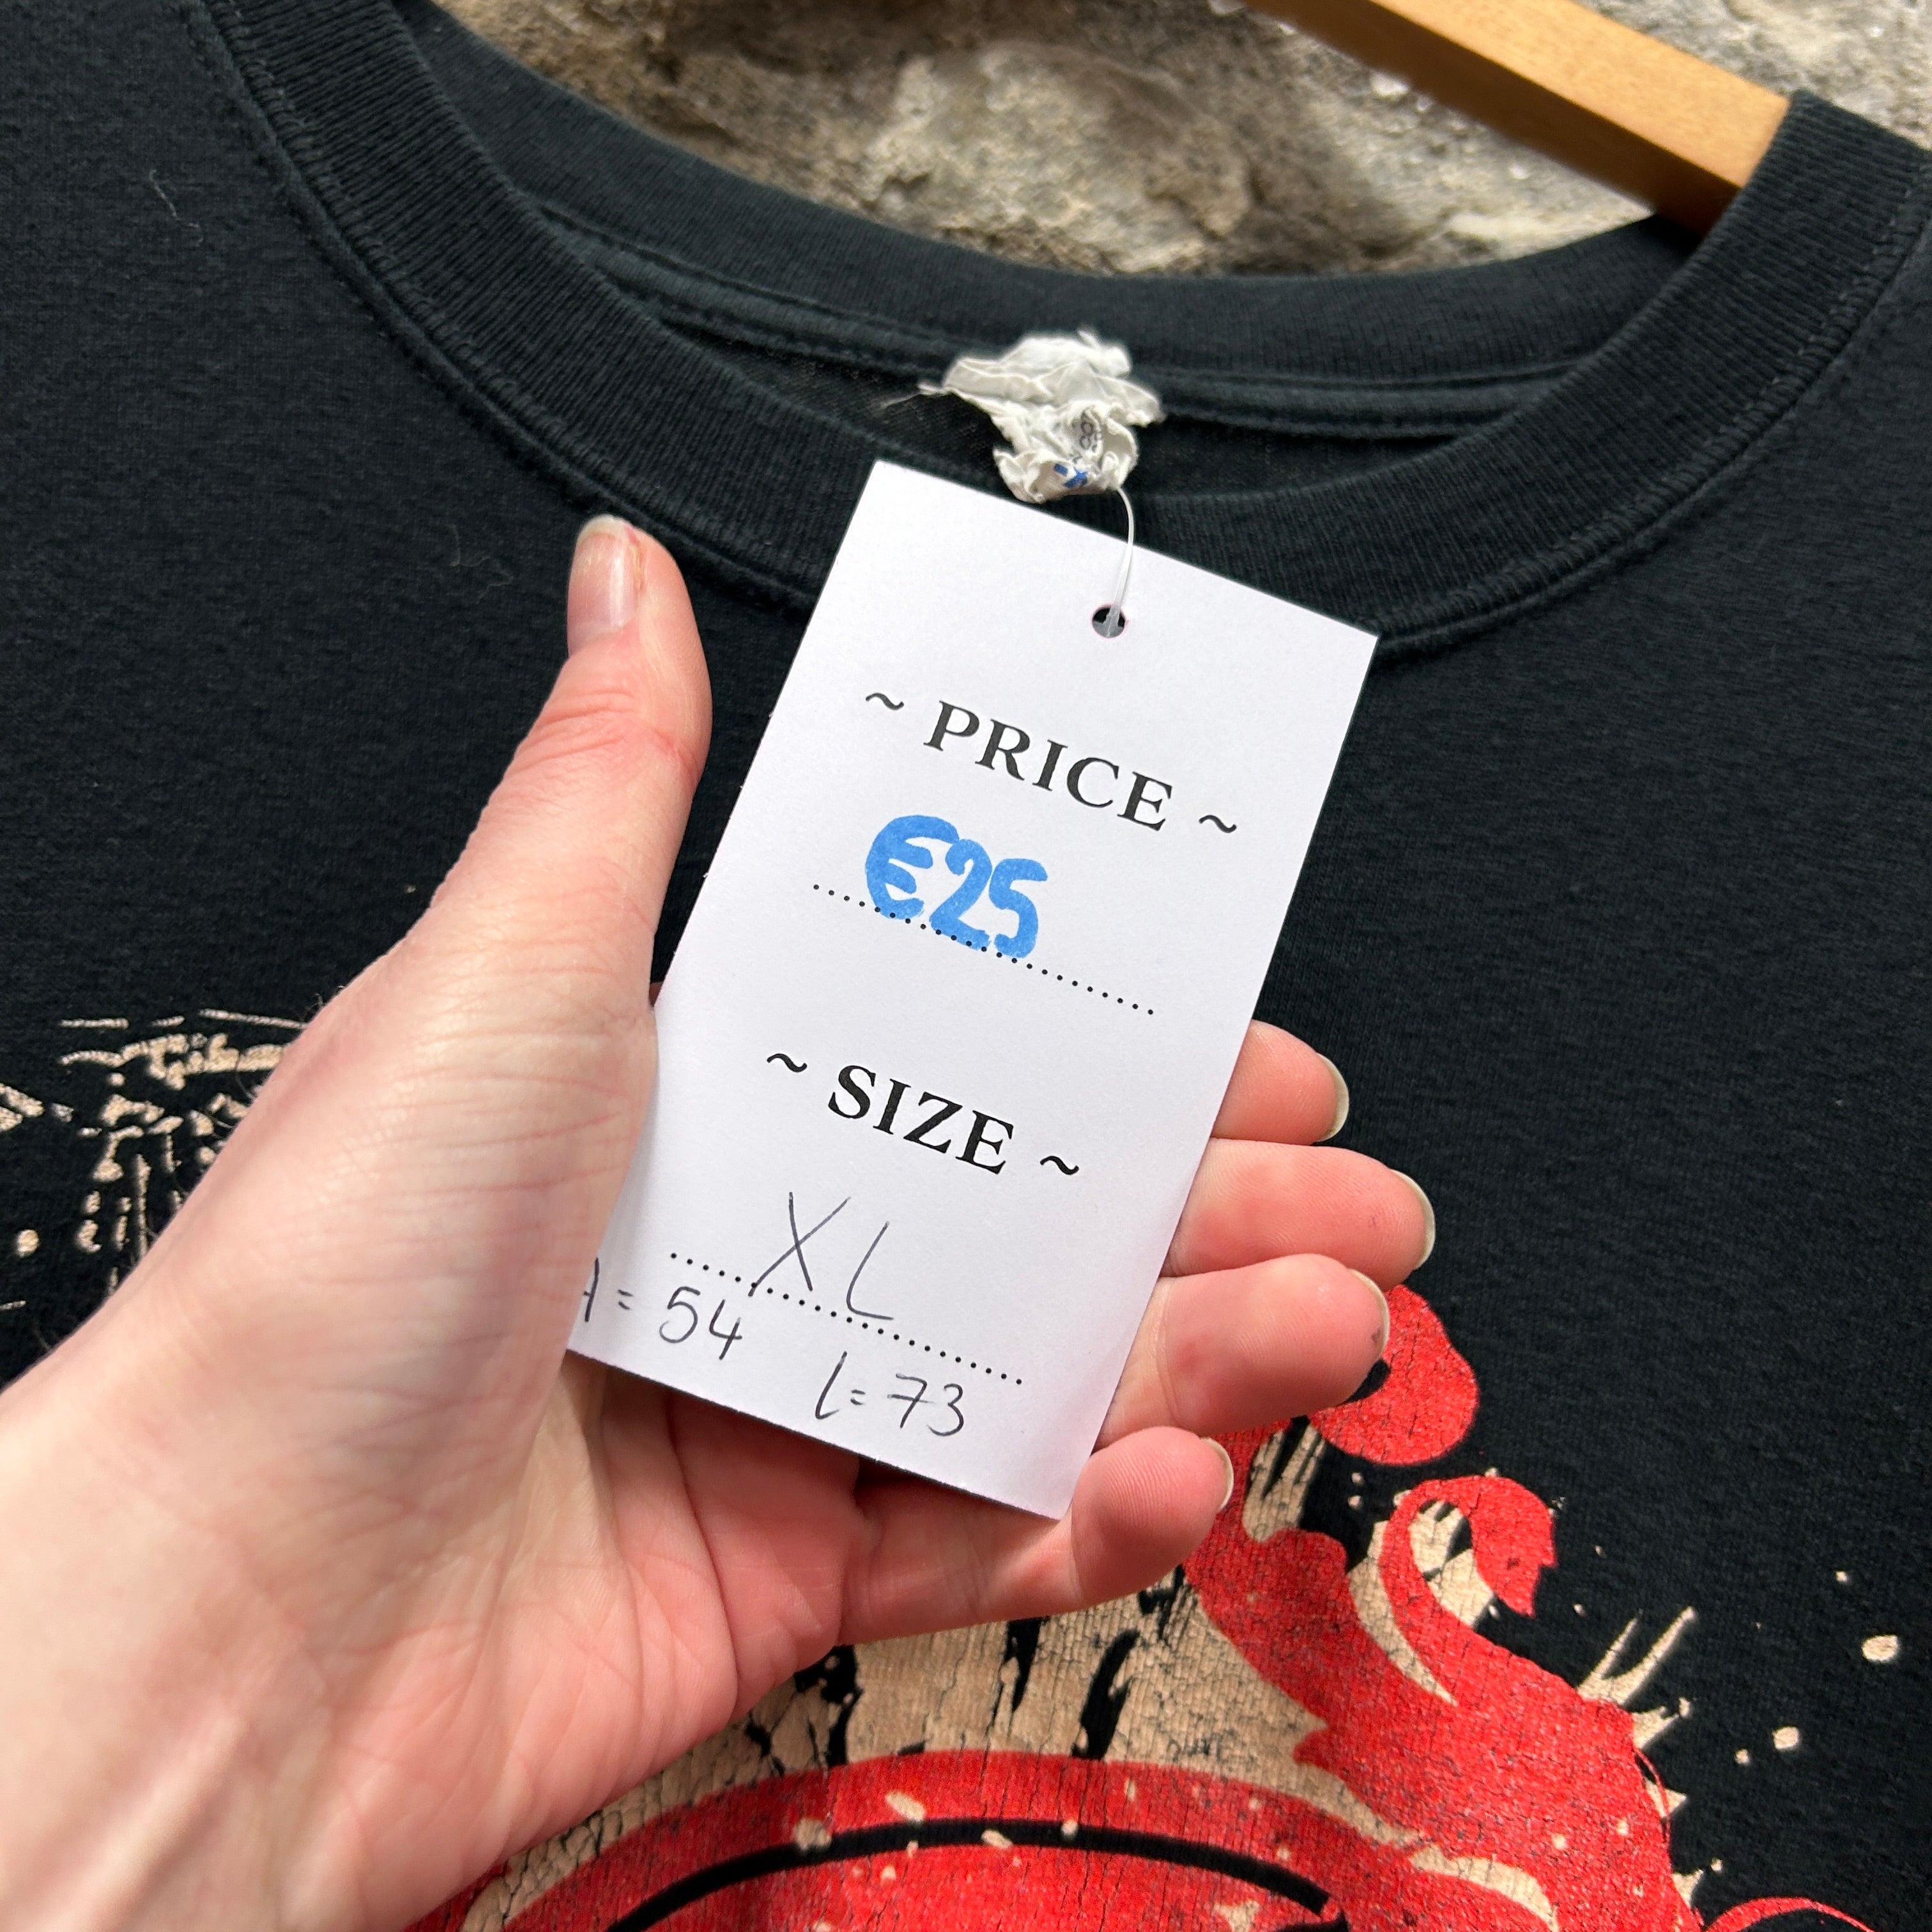 ~ PRICE ~
€25
~ SIZE ~
XL
= 54
l= 73